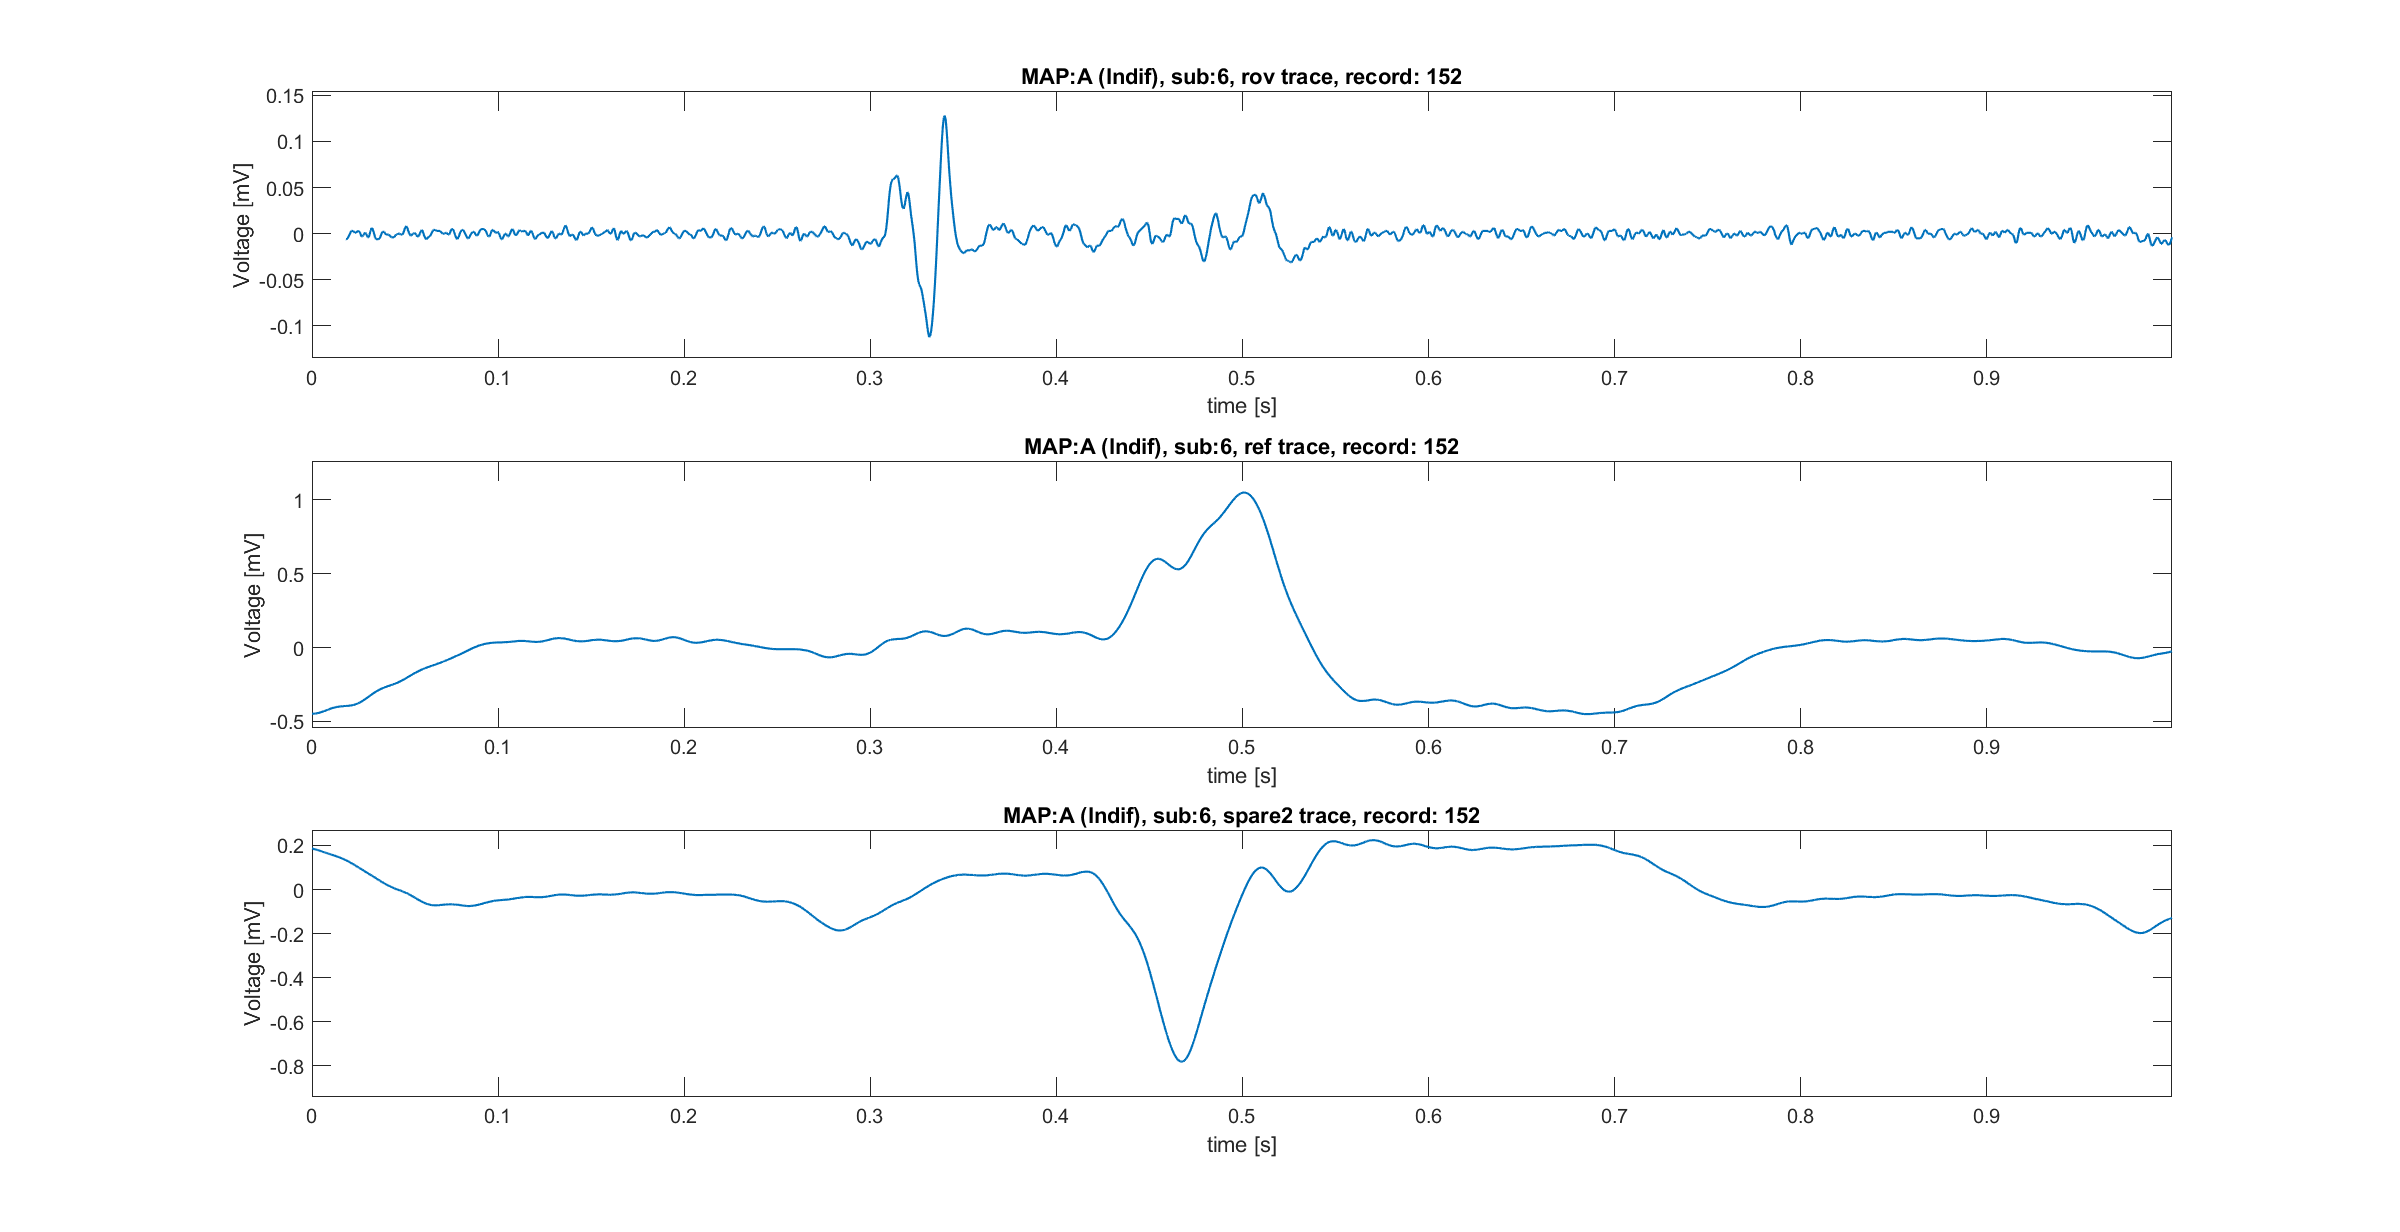 MAP:A (Indif), sub:6, rov trace, record: 152
Voltage [mV]
0.15
0.1
0.05
0
-0.05
-0.1
0 0.1 0.2 0.3 0.4 0.5 0.6 0.7 0.8 0.9
time [s]
MAP:A (Indif), sub:6, ref trace, record: 152
Voltage [mV]
1
0.5
0
-0.5
0 0.1 0.2 0.3 0.4 0.5 0.6 0.7 0.8 0.9
time [s]
MAP:A (Indif), sub:6, spare2 trace, record: 152
Voltage [mV]
0.2
0
-0.2
-0.4
-0.6
-0.8
0 0.1 0.2 0.3 0.4 0.5 0.6 0.7 0.8 0.9
time [s]